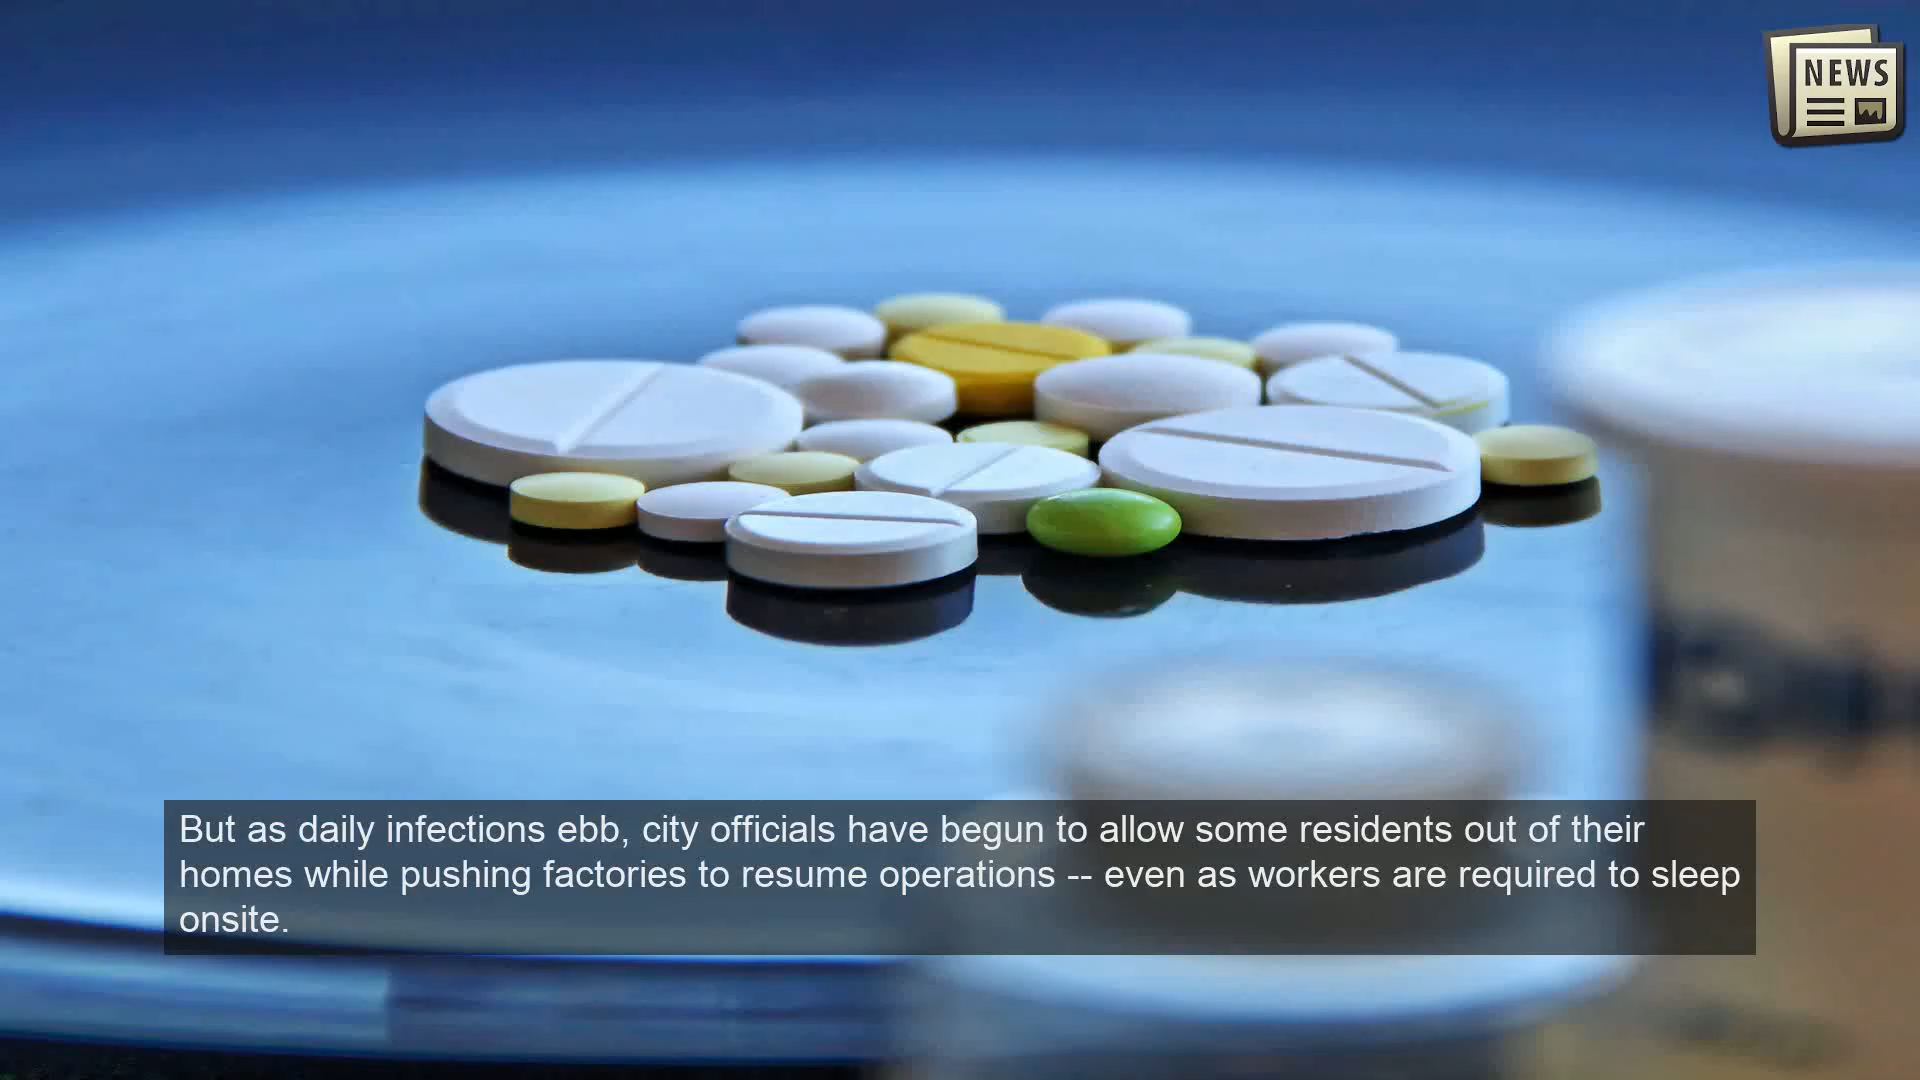 NEWS
But as daily infections ebb, city officials have begun to allow some residents out of their
homes while pushing factories to resume operations -- even as workers are required to sleep
onsite.